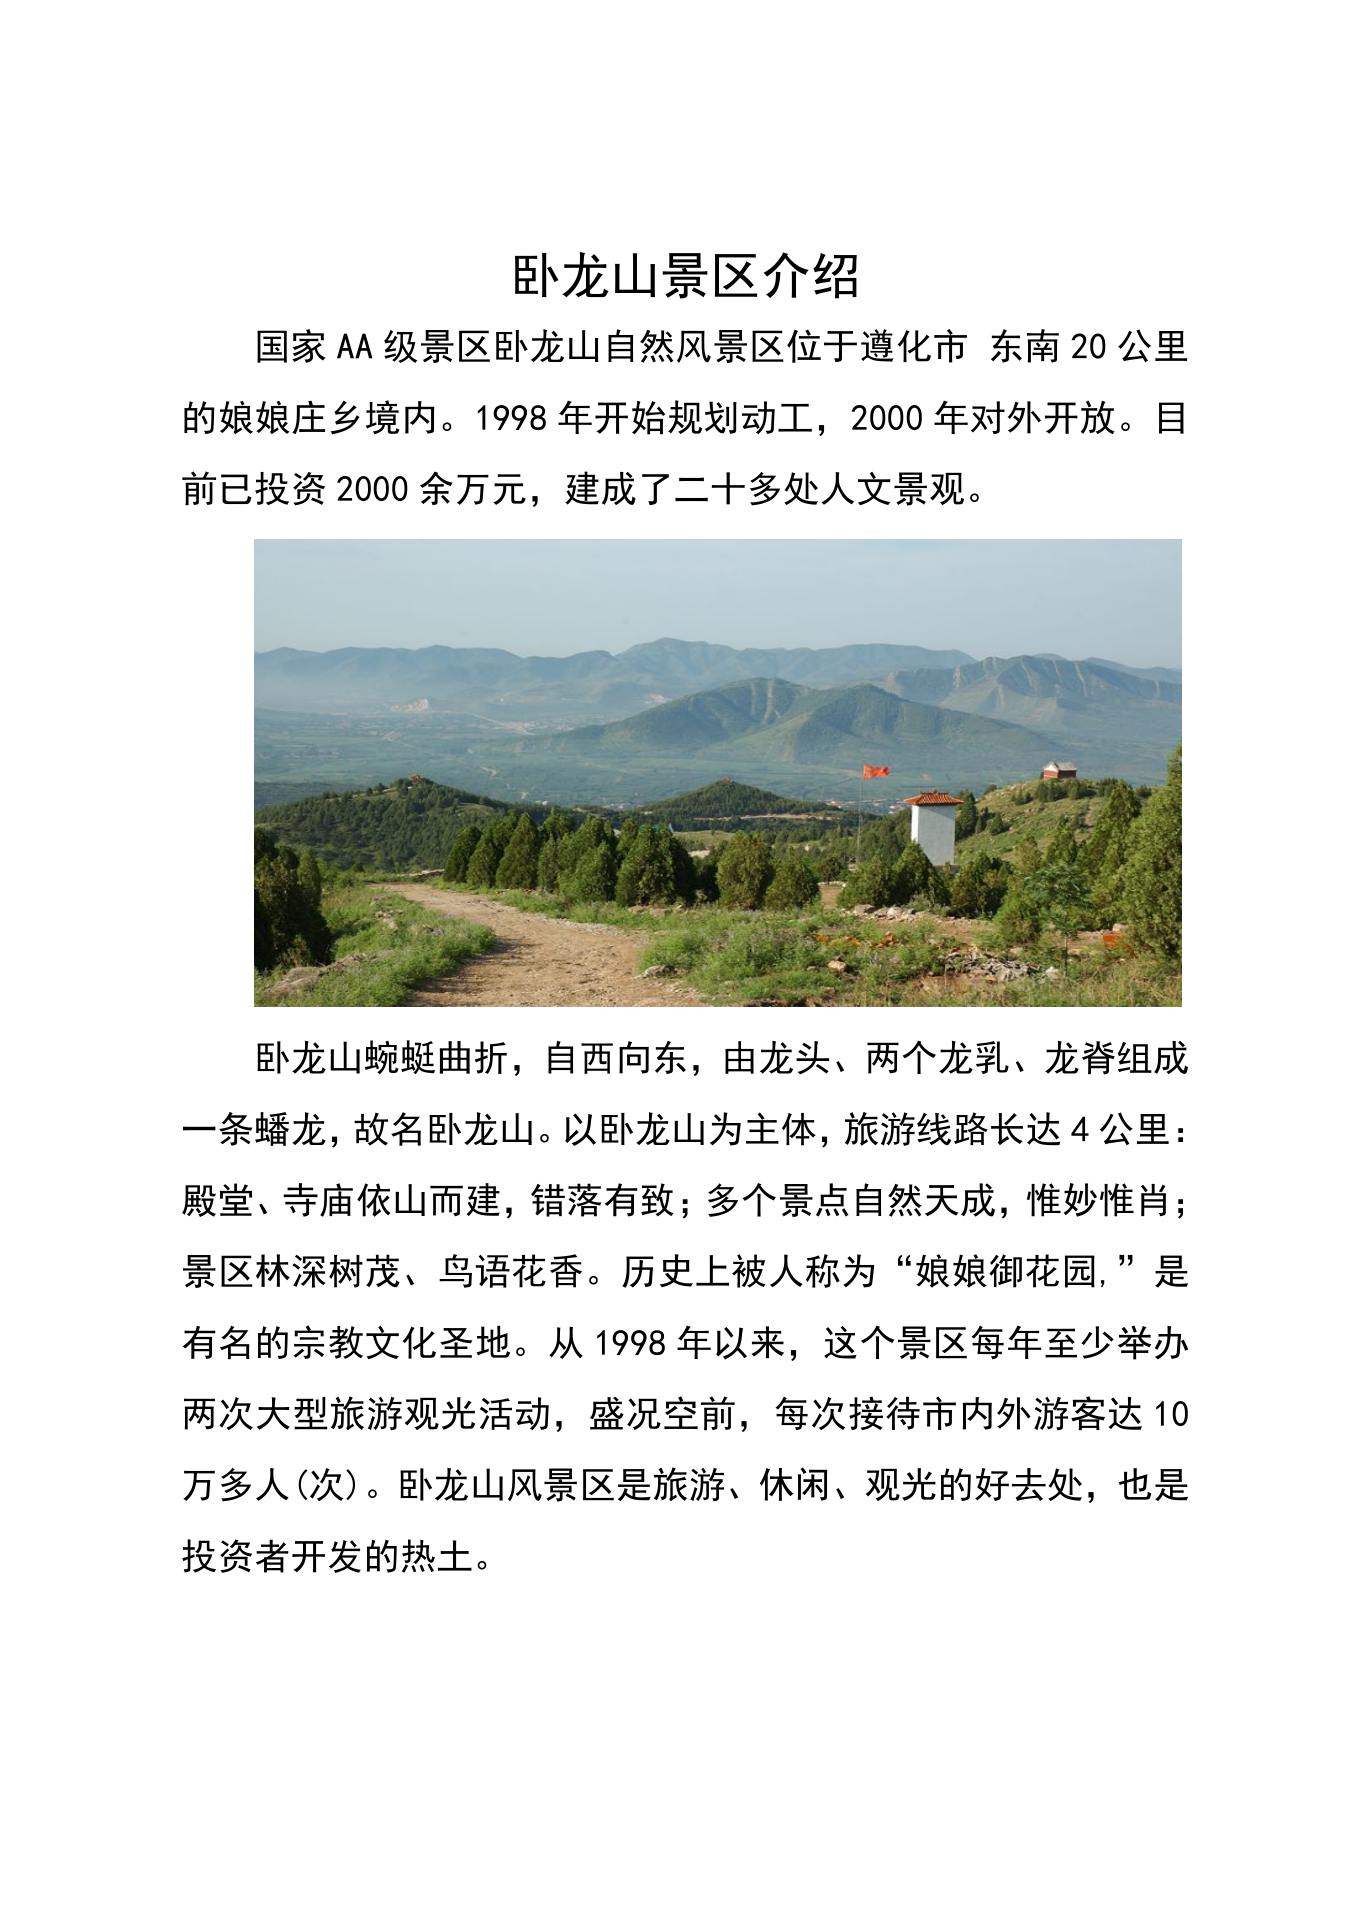 卧龙山景区介绍
国家 AA 级景区卧龙山自然风景区位于遵化市 东南 20 公里
的娘娘庄乡境内。1998 年开始规划动工，2000 年对外开放。目
前已投资 2000 余万元，建成了二十多处人文景观。
卧龙山蜿蜒曲折，自西向东，由龙头、两个龙乳、龙脊组成
一条蟠龙，故名卧龙山。以卧龙山为主体，旅游线路长达 4 公里：
殿堂、寺庙依山而建，错落有致；多个景点自然天成，惟妙惟肖；
景区林深树茂、鸟语花香。历史上被人称为“娘娘御花园,”是
有名的宗教文化圣地。从 1998 年以来，这个景区每年至少举办
两次大型旅游观光活动，盛况空前，每次接待市内外游客达 10
万多人(次)。卧龙山风景区是旅游、休闲、观光的好去处，也是
投资者开发的热土。